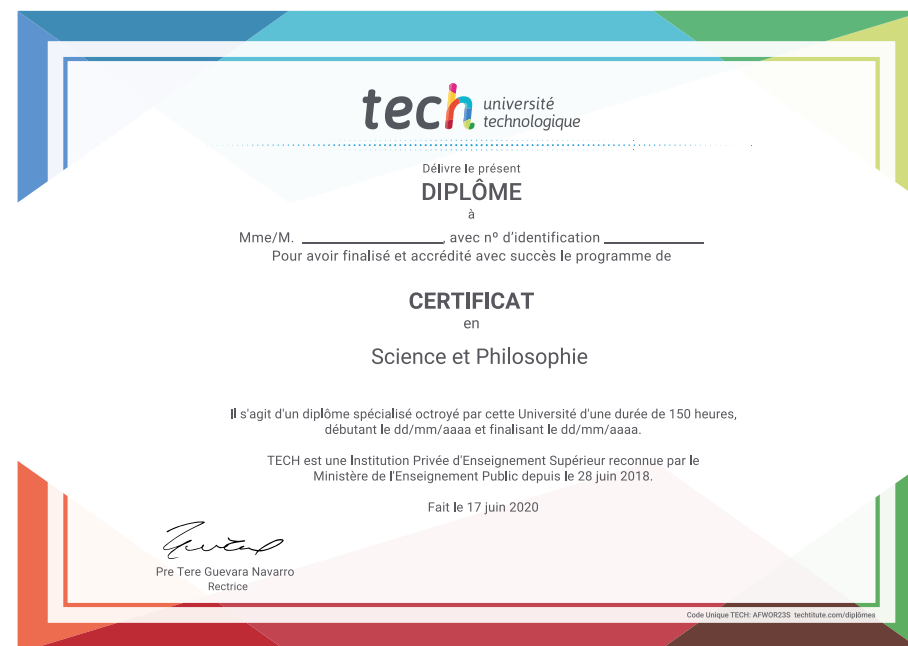 tech université
technologique
Délivre le présent
DIPLÔME
à
Mme/M. ____________________, avec nº d'identification ______________
Pour avoir finalisé et accrédité avec succès le programme de
CERTIFICAT
en
Science et Philosophie
Il s'agit d'un diplôme spécialisé octroyé par cette Université d'une durée de 150 heures,
débutant le dd/mm/aaaa et finalisant le dd/mm/aaaa.
TECH est une Institution Privée d'Enseignement Supérieur reconnue par le
Ministère de l'Enseignement Public depuis le 28 juin 2018.
Fait le 17 juin 2020
Pre Tere Guevara Navarro
Rectrice
Code Unique TECH: AFWOR23S techtitute.com/diplômes